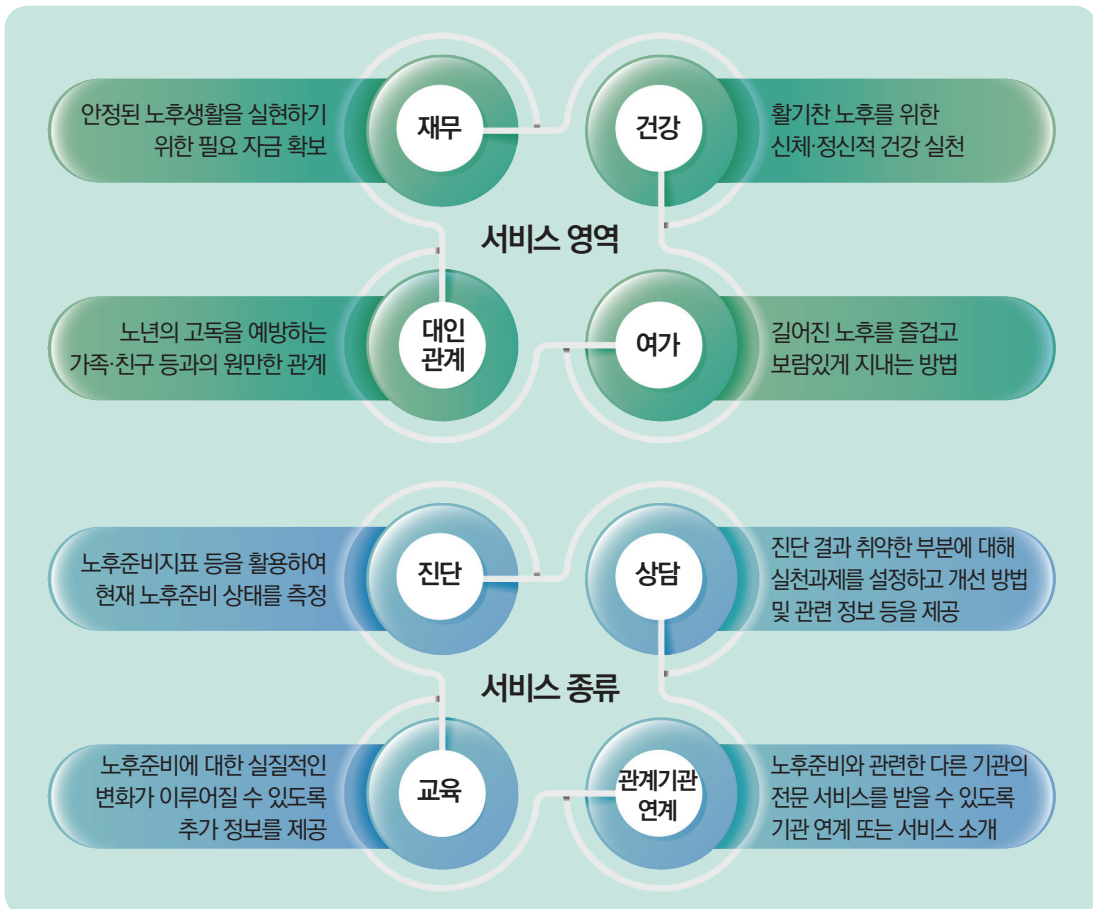 안정된 노후생활을 실현하기
위한 필요 자금 확보
재무
건강
활기찬 노후를 위한
신체·정신적 건강 실천
서비스 영역
노년의 고독을 예방하는
가족·친구 등과의 원만한 관계
대인
관계
여가
길어진 노후를 즐겁고
보람있게 지내는 방법
노후준비지표 등을 활용하여
현재 노후준비 상태를 측정
진단
상담
진단 결과 취약한 부분에 대해
실천과제를 설정하고 개선 방법
및 관련 정보 등을 제공
서비스 종류
노후준비에 대한 실질적인
변화가 이루어질 수 있도록
추가 정보를 제공
교육
관계기관
연계
노후준비와 관련한 다른 기관의
전문 서비스를 받을 수 있도록
기관 연계 또는 서비스 소개